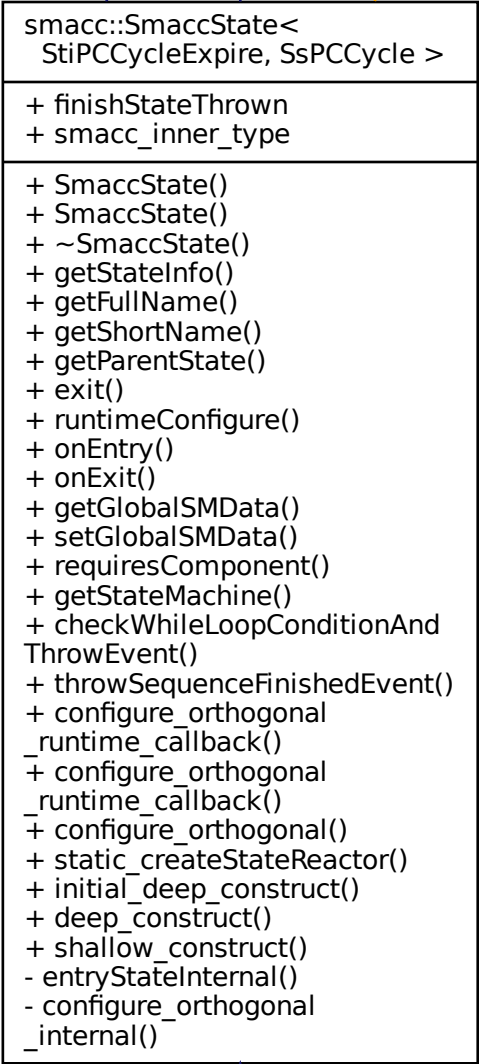 smacc::SmaccState<
StiPCCycleExpire, SsPCCycle >
+ finishStateThrown
+ smacc_inner_type
+ SmaccState()
+ SmaccState()
+ ~SmaccState()
+ getStateInfo()
+ getFullName()
+ getShortName()
+ getParentState()
+ exit()
+ runtimeConfigure()
+ onEntry()
+ onExit()
+ getGlobalSMData()
+ setGlobalSMData()
+ requiresComponent()
+ getStateMachine()
+ checkWhileLoopConditionAnd
ThrowEvent()
+ throwSequenceFinishedEvent()
+ configure_orthogonal
_runtime_callback()
+ configure_orthogonal
_runtime_callback()
+ configure_orthogonal()
+ static_createStateReactor()
+ initial_deep_construct()
+ deep_construct()
+ shallow_construct()
- entryStateInternal()
- configure_orthogonal
_internal()